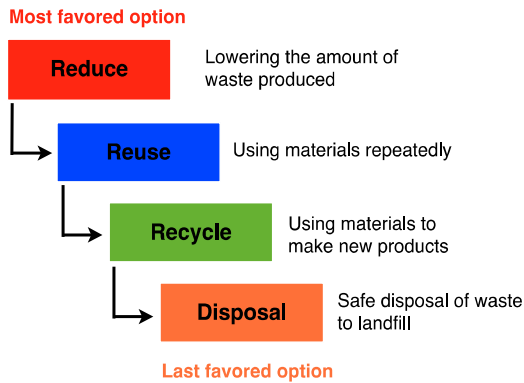 Most favored option
Reduce
Lowering the amount of
waste produced
Reuse
Using materials repeatedly
Recycle
Using materials to
make new products
Disposal
Safe disposal of waste
to landfill
Last favored option